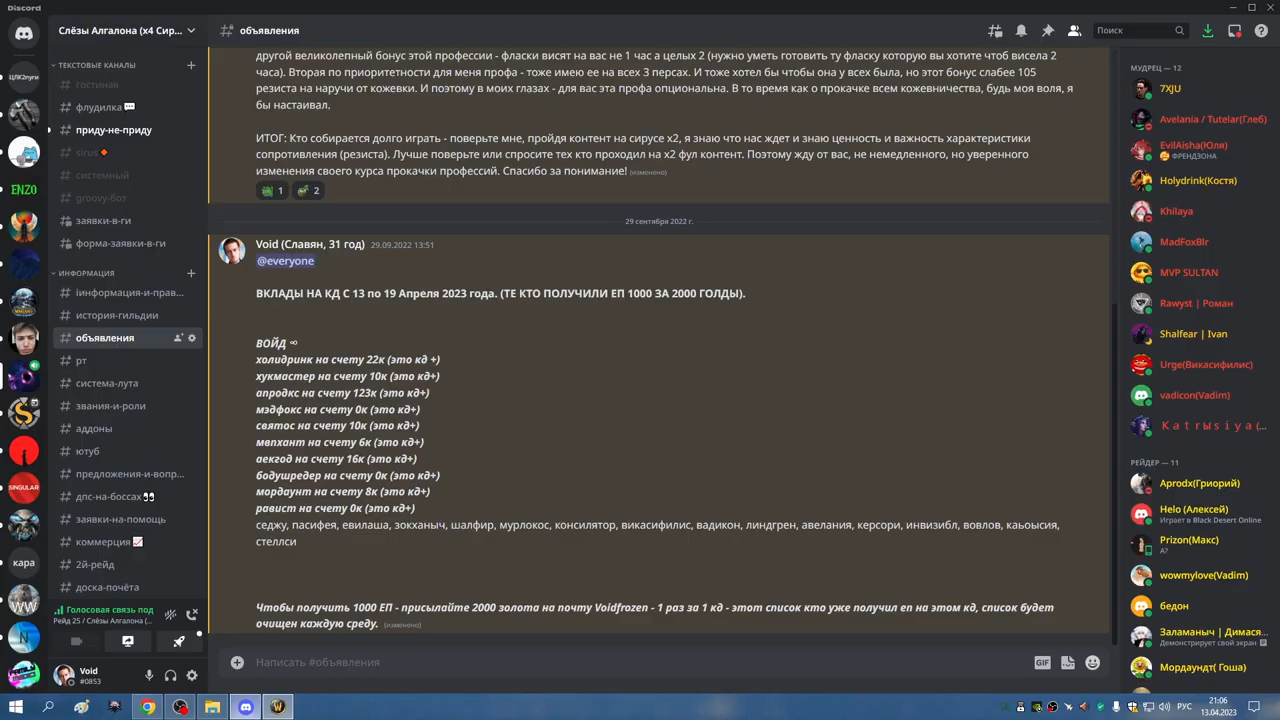 Discord
Слёзы Алгалона (x4 Сир...
объявления
Поиск
ТЕКСТОВЫЕ КАНАЛЫ
гостиная
флудилка
приду-не-приду
sirus
системный
groovy-бот
заявки-в-ги
форма-заявки-в-ги
ИНФОРМАЦИЯ
іинформация-и-прав...
история-гильдии
объявления
рт
система-лута
звания-и-роли
аддоны
ютуб
предложения-и-вопр...
дпс-на-боссах
заявки-на-помощь
коммерция
2й-рейд
доска-почёта
Голосовая связь под
Рейд 25 / Слёзы Алгалона (...
Void
#0853
ЦЛК2пуги
ENZO
SINGULAR
кара
WW
другой великолепный бонус этой профессии - фласки висят на вас не 1 час а целых 2 (нужно уметь готовить ту фласку которую вы хотите чтоб висела 2
часа). Вторая по приоритетности для меня профа - тоже имею ее на всех 3 персах. И тоже хотел бы чтобы она у всех была, но этот бонус слабее 105
резиста на наручи от кожевки. И поэтому в моих глазах - для вас эта профа опциональна. В то время как о прокачке всем кожевничества, будь моя воля, я
бы настаивал.
ИТОГ: Кто собирается долго играть - поверьте мне, пройдя контент на сирусе x2, я знаю что нас ждет и знаю ценность и важность характеристики
сопротивления (резиста). Лучше поверьте или спросите тех кто проходил на x2 фул контент. Поэтому жду от вас, не немедленного, но уверенного
изменения своего курса прокачки профессий. Спасибо за понимание! (изменено)
1
2
29 сентября 2022 г.
Void (Славян, 31 год) 29.09.2022 13:51
@everyone
ВКЛАДЫ НА КД С 13 по 19 Апреля 2023 года. (ТЕ КТО ПОЛУЧИЛИ ЕП 1000 ЗА 2000 ГОЛДЫ).
ВОЙД ∞
холидринк на счету 22к (это кд +)
хукмастер на счету 10к (это кд+)
апродкс на счету 123к (это кд+)
мэдфокс на счету 0к (это кд+)
святос на счету 10к (это кд+)
мвпхант на счету 6к (это кд+)
аекгод на счету 16к (это кд+)
бодушредер на счету 0к (это кд+)
мордаунт на счету 8к (это кд+)
равист на счету 0к (это кд+)
седжу, пасифея, евилаша, зокханыч, шалфир, мурлокос, консилятор, викасифилис, вадикон, линдгрен, авелания, керсори, инвизибл, вовлов, каьоысия,
стеллси
Чтобы получить 1000 ЕП - присылайте 2000 золота на почту Voidfrozen - 1 раз за 1 кд - этот список кто уже получил еп на этом кд, список будет
очищен каждую среду. (изменено)
Написать #объявления
GIF
МУДРЕЦ — 12
7XJU
Avelania / Tutelar(Глеб)
EvilAisha(Юля)
ФРЕНДЗОНА
Holydrink(Костя)
Khilaya
MadFoxBlr
MVP SULTAN
Rawyst | Роман
Shalfear | Ivan
Urge(Викасифилис)
vadicon(Vadim)
K a t r ы s i y a (...
РЕЙДЕР — 11
Aprodx(Гриорий)
Helo (Алексей)
Играет в Black Desert Online
Prizon(Макс)
А?
wowmylove(Vadim)
бедон
Заламаныч | Димася...
Демонстрирует свой экран
Мордаундт( Гоша)
РУС
21:06
13.04.2023